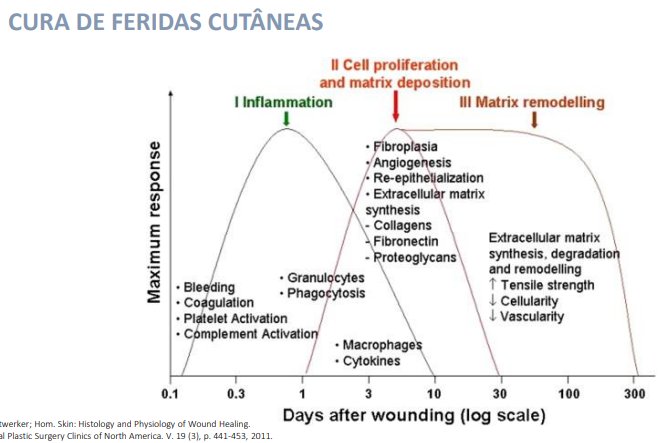 CURA DE FERIDAS CUTÂNEAS
II Cell proliferation
and matrix deposition
I Inflammation
III Matrix remodelling
Maximum response
• Fibroplasia
• Angiogenesis
• Re-epithetialization
• Extracellular matrix
synthesis
- Collagens
- Fibronectin
- Proteoglycans
Extracellular matrix
synthesis, degradation
and remodelling
↑ Tensile strength
↓ Cellularity
↓ Vascularity
• Granulocytes
• Phagocytosis
• Bleeding
• Coagulation
• Platelet Activation
• Complement Activation
• Macrophages
• Cytokines
0.1 0.3 1 3 10 30 100 300
Days after wounding (log scale)
twerker; Hom. Skin: Histology and Physiology of Wound Healing.
al Plastic Surgery Clinics of North America. V. 19 (3), p. 441-453, 2011.